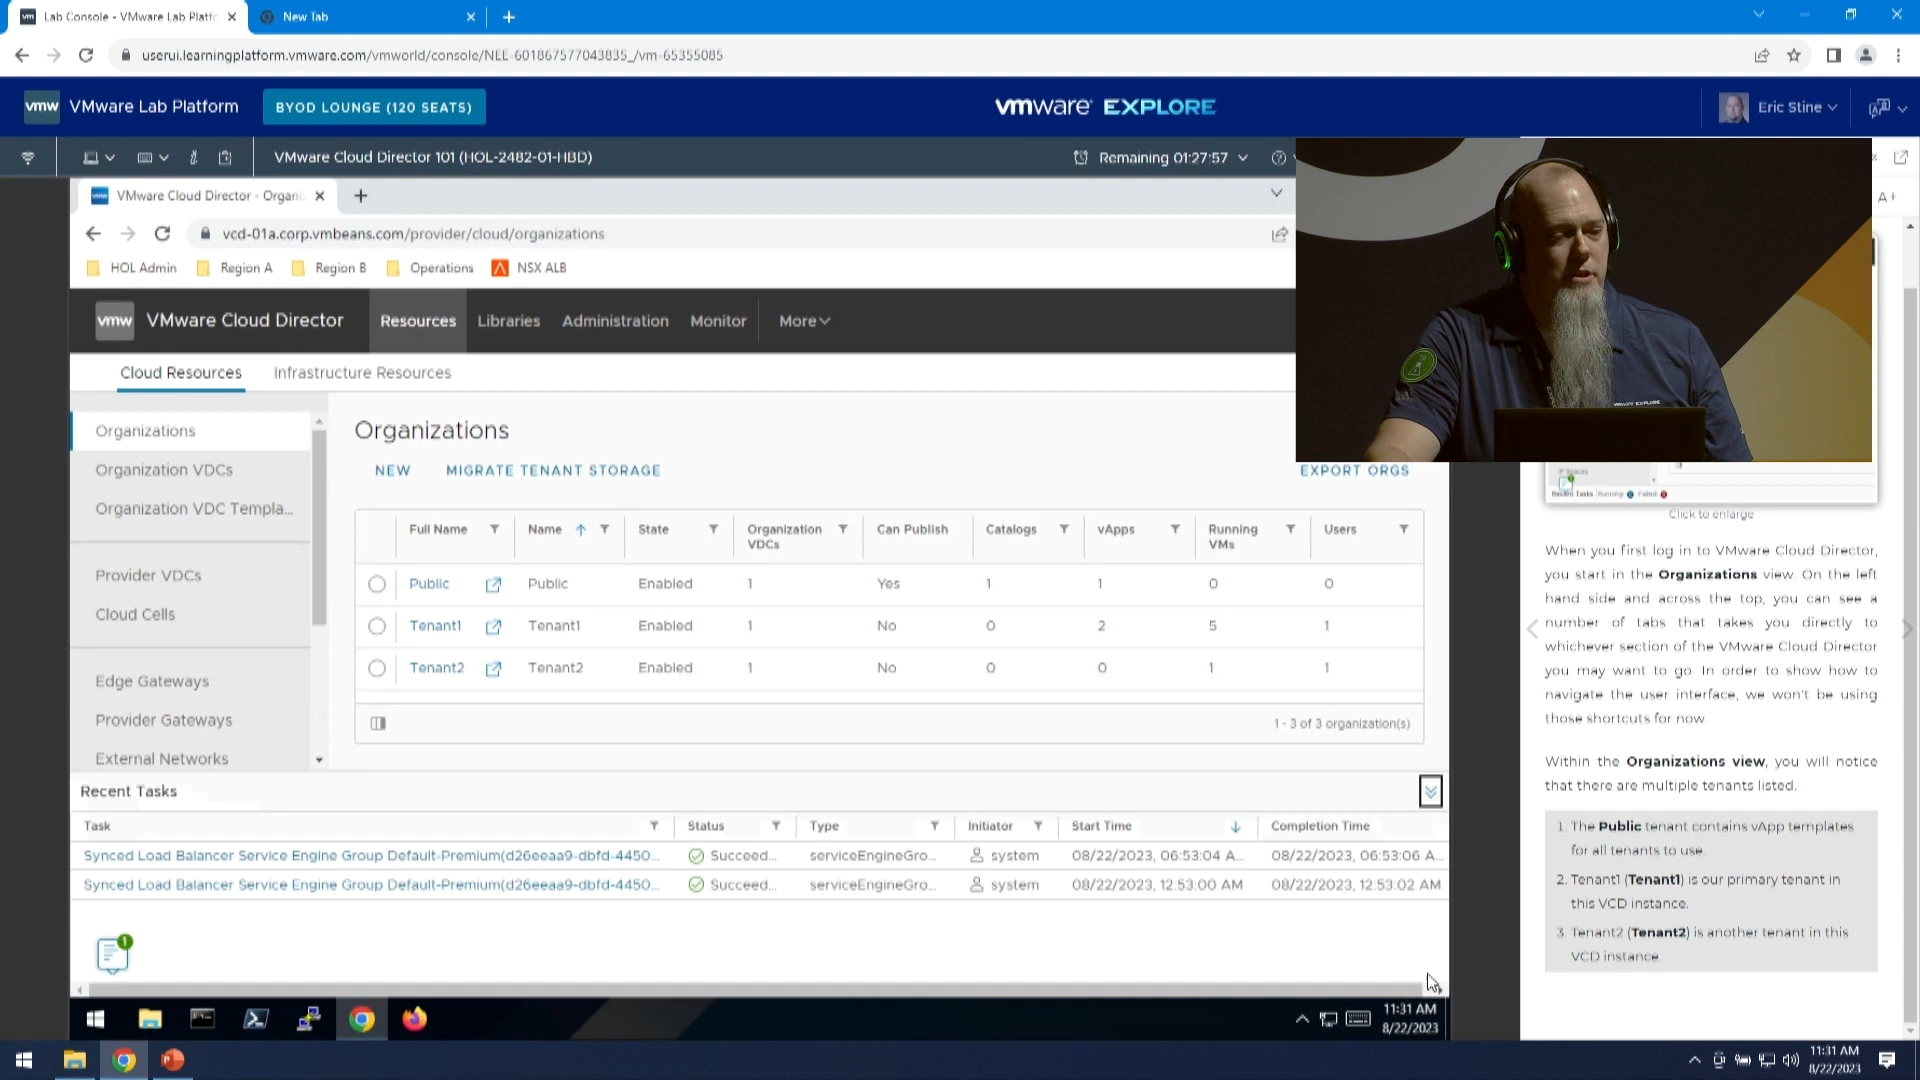 Lab Console - VMware Lab Platfo
New Tab
userui.learningplatform.vmware.com/vmworld/console/NEE-601867577043835_/vm-65355085
vmw VMware Lab Platform
BYOD LOUNGE (120 SEATS)
vmware EXPLORE
Eric Stine
VMware Cloud Director 101 (HOL-2482-01-HBD)
Remaining 01:27:57
A+
VMware Cloud Director - Organi
vcd-01a.corp.vmbeans.com/provider/cloud/organizations
HOL Admin Region A Region B Operations NSX ALB
vmw VMware Cloud Director Resources Libraries Administration Monitor More
Cloud Resources Infrastructure Resources
Organizations
Organization VDCs
Organization VDC Templa...
Provider VDCs
Cloud Cells
Edge Gateways
Provider Gateways
External Networks
Organizations
NEW MIGRATE TENANT STORAGE EXPORT ORGS
Full Name Name State Organization VDCs Can Publish Catalogs vApps Running VMs Users
Public Public Enabled 1 Yes 1 1 0 0
Tenant1 Tenant1 Enabled 1 No 0 2 5 1
Tenant2 Tenant2 Enabled 1 No 0 0 1 1
1 - 3 of 3 organization(s)
Recent Tasks
Task Status Type Initiator Start Time Completion Time
Synced Load Balancer Service Engine Group Default-Premium(d26eeaa9-dbfd-4450... Succeed... serviceEngineGro... system 08/22/2023, 06:53:04 A... 08/22/2023, 06:53:06 A...
Synced Load Balancer Service Engine Group Default-Premium(d26eeaa9-dbfd-4450... Succeed... serviceEngineGro... system 08/22/2023, 12:53:00 AM 08/22/2023, 12:53:02 AM
1
11:31 AM
8/22/2023
VMWARE EXPLORE
IP Spaces
Recent Tasks Running Failed
Click to enlarge
When you first log in to VMware Cloud Director,
you start in the Organizations view. On the left
hand side and across the top, you can see a
number of tabs that takes you directly to
whichever section of the VMware Cloud Director
you may want to go. In order to show how to
navigate the user interface, we won't be using
those shortcuts for now.
Within the Organizations view, you will notice
that there are multiple tenants listed.
1. The Public tenant contains vApp templates
for all tenants to use.
2. Tenant1 (Tenant1) is our primary tenant in
this VCD instance.
3. Tenant2 (Tenant2) is another tenant in this
VCD instance.
11:31 AM
8/22/2023